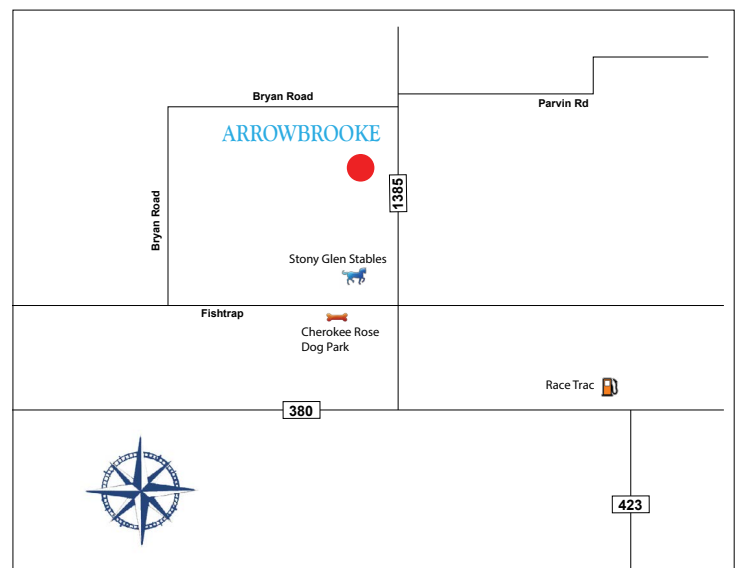 Bryan Road
Parvin Rd
ARROWBROOKE
1385
Bryan Road
Stony Glen Stables
Fishtrap
Cherokee Rose
Dog Park
Race Trac
380
423